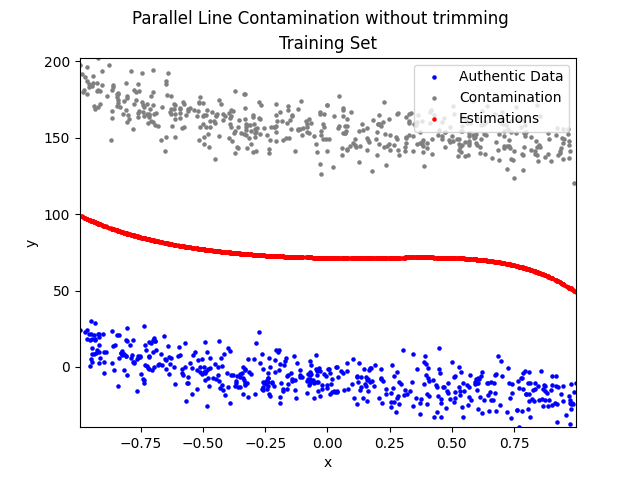 Parallel Line Contamination without trimming
Training Set
200
150
100
50
0
y
Authentic Data
Contamination
Estimations
−0.75 −0.50 −0.25 0.00 0.25 0.50 0.75
x